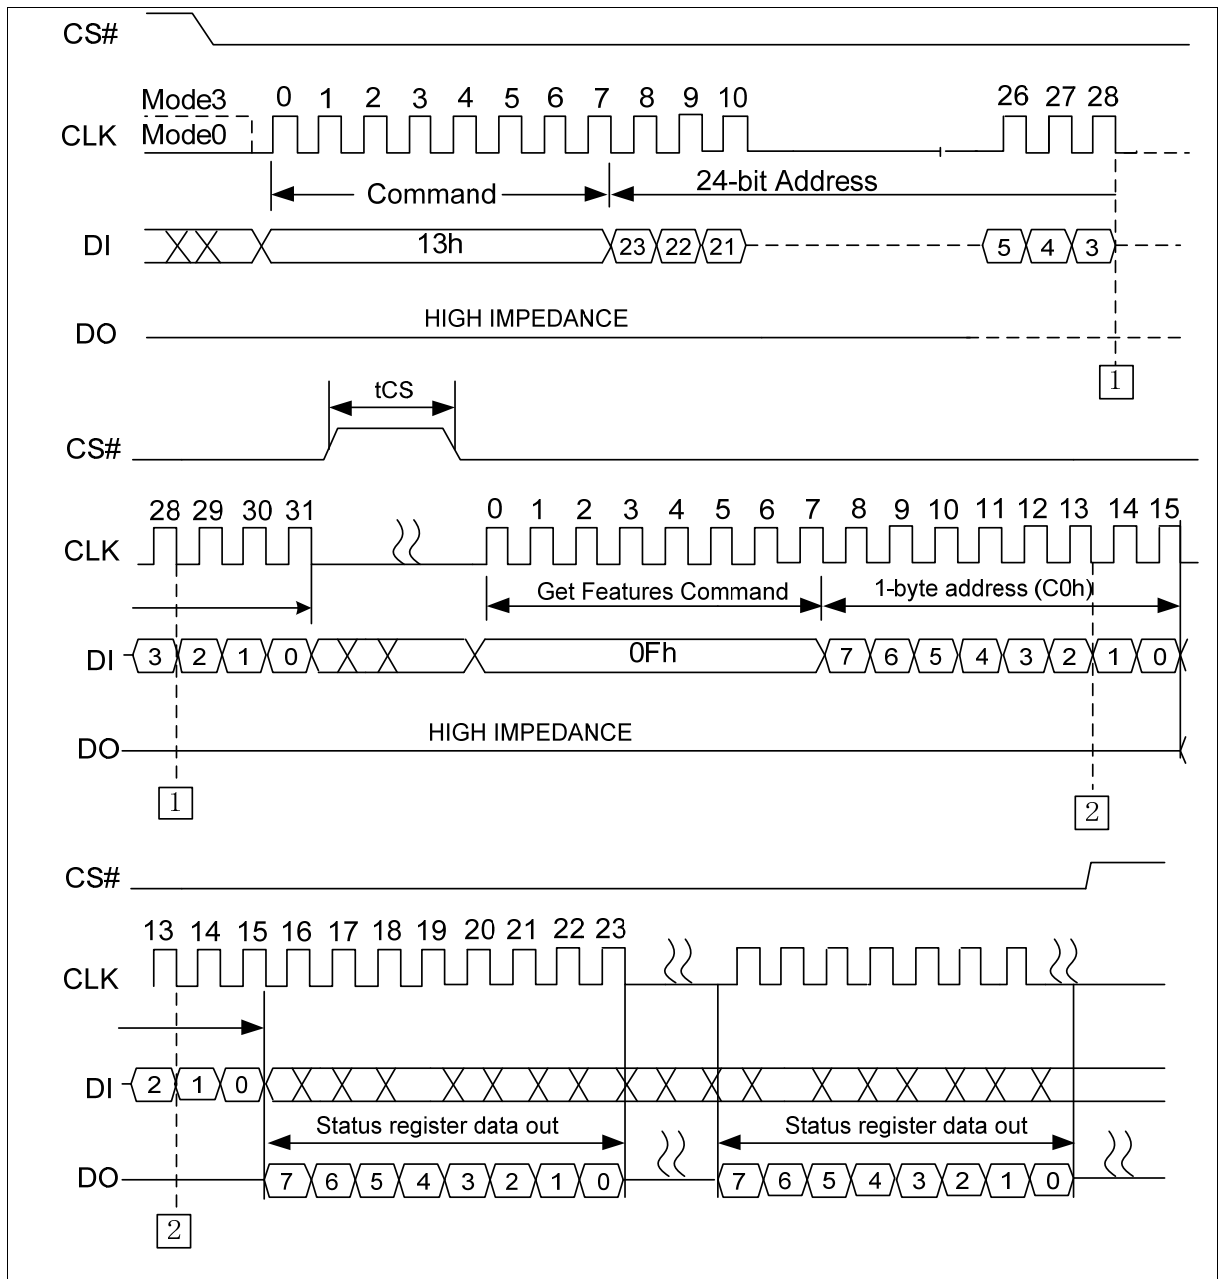 CS#
Mode3
0 1 2 3 4 5 6 7 8 9 10 26 27 28
CLK
Mode0
Command
24-bit Address
DI
13h
23 22 21 5 4 3
HIGH IMPEDANCE
DO
1
tCS
CS#
28 29 30 31 0 1 2 3 4 5 6 7 8 9 10 11 12 13 14 15
CLK
Get Features Command
1-byte address (C0h)
DI
3 2 1 0
0Fh
7 6 5 4 3 2 1 0
HIGH IMPEDANCE
DO
1
2
CS#
13 14 15 16 17 18 19 20 21 22 23
CLK
DI
2 1 0
Status register data out
Status register data out
DO
7 6 5 4 3 2 1 0
7 6 5 4 3 2 1 0
2